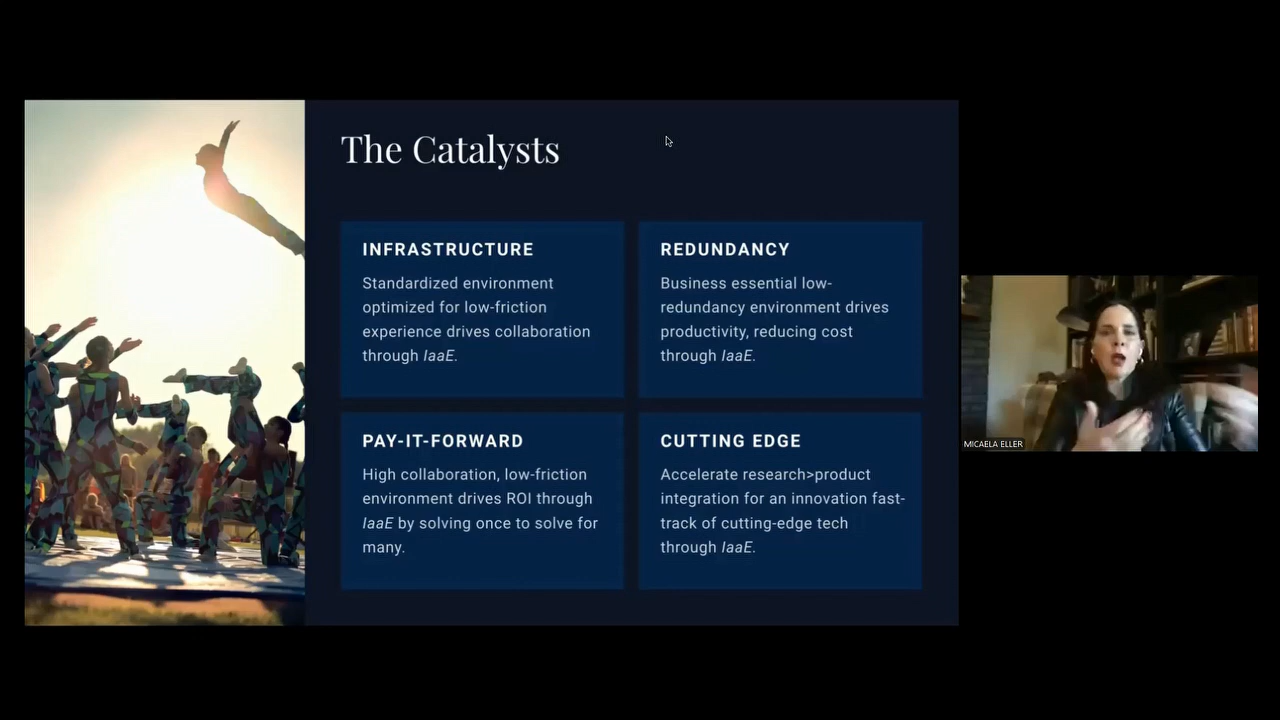 The Catalysts
INFRASTRUCTURE
Standardized environment
optimized for low-friction
experience drives collaboration
through IaaE.
REDUNDANCY
Business essential low-
redundancy environment drives
productivity, reducing cost
through IaaE.
PAY-IT-FORWARD
High collaboration, low-friction
environment drives ROI through
IaaE by solving once to solve for
many.
CUTTING EDGE
Accelerate research>product
integration for an innovation fast-
track of cutting-edge tech
through IaaE.
MICAELA ELLER